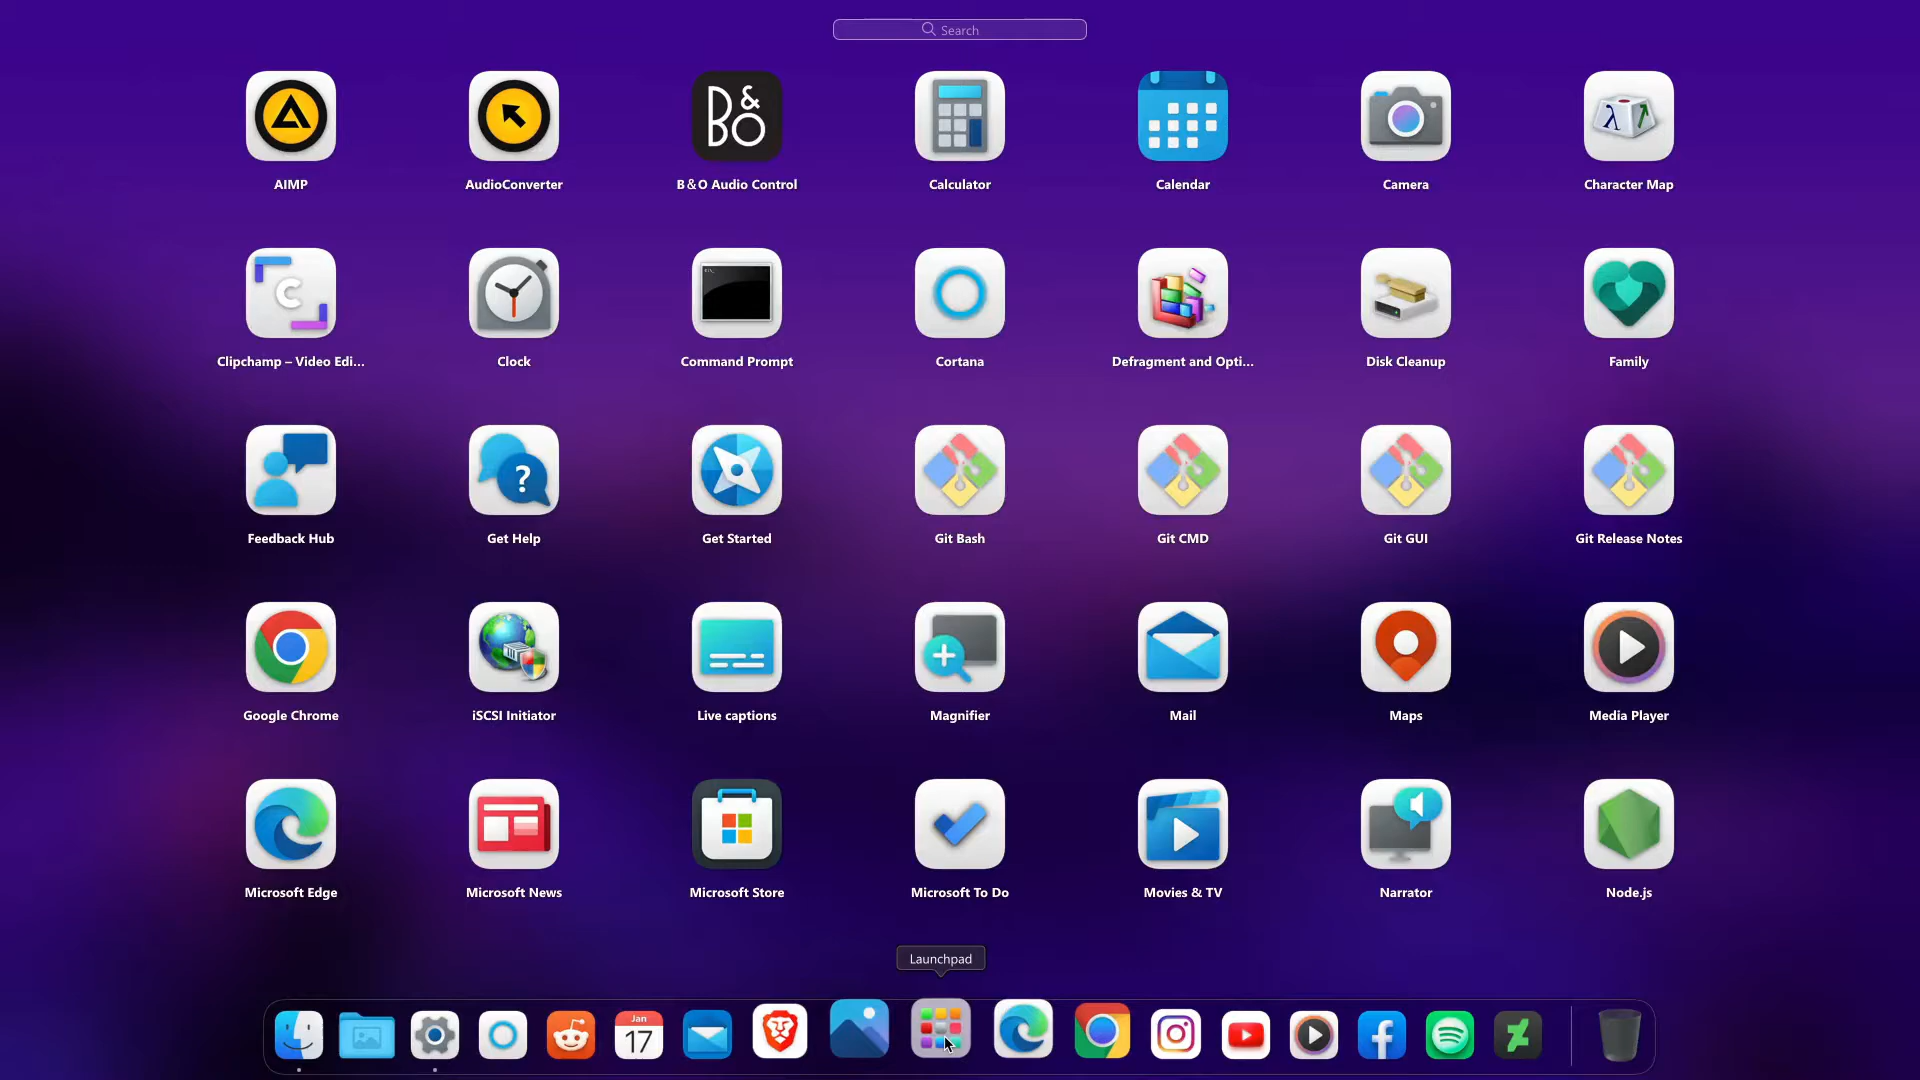 Search
B&O
AIMP
AudioConverter
B&O Audio Control
Calculator
Calendar
Camera
Character Map
Clipchamp – Video Edi...
Clock
Command Prompt
Cortana
Defragment and Opti...
Disk Cleanup
Family
Feedback Hub
Get Help
Get Started
Git Bash
Git CMD
Git GUI
Git Release Notes
Google Chrome
iSCSI Initiator
Live captions
Magnifier
Mail
Maps
Media Player
Microsoft Edge
Microsoft News
Microsoft Store
Microsoft To Do
Movies & TV
Narrator
Node.js
Launchpad
Jan
17